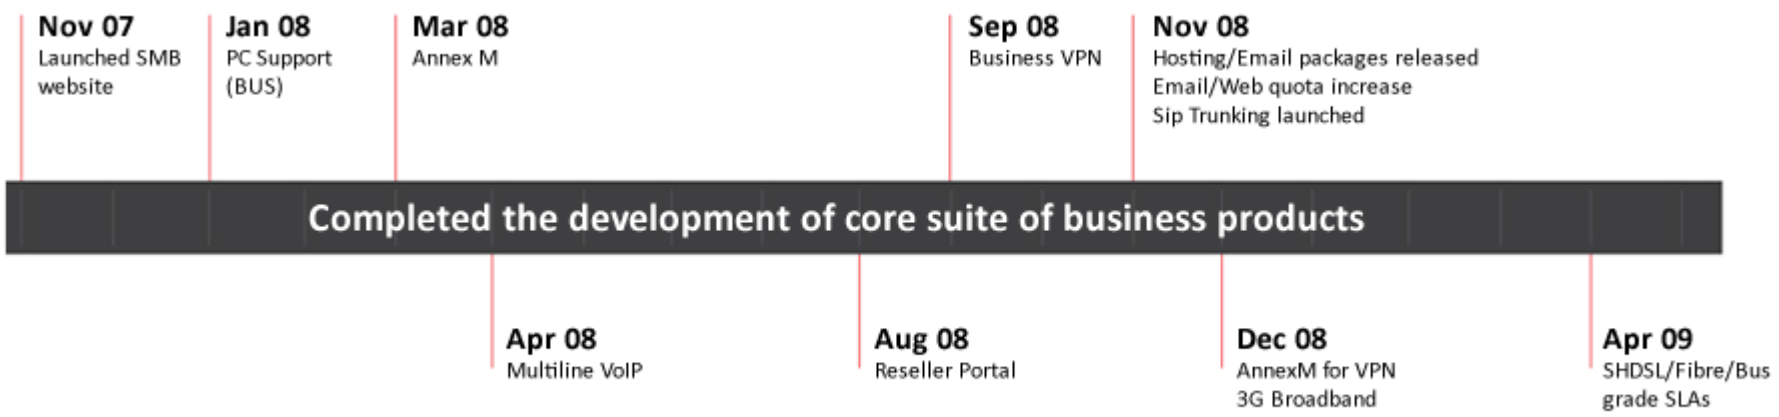 Nov 07
Launched SMB
website
Jan 08
PC Support
(BUS)
Mar 08
Annex M
Sep 08
Business VPN
Nov 08
Hosting/Email packages released
Email/Web quota increase
Sip Trunking launched
Completed the development of core suite of business products
Apr 08
Multiline VoIP
Aug 08
Reseller Portal
Dec 08
AnnexM for VPN
3G Broadband
Apr 09
SHDSL/Fibre/Bus
grade SLAs